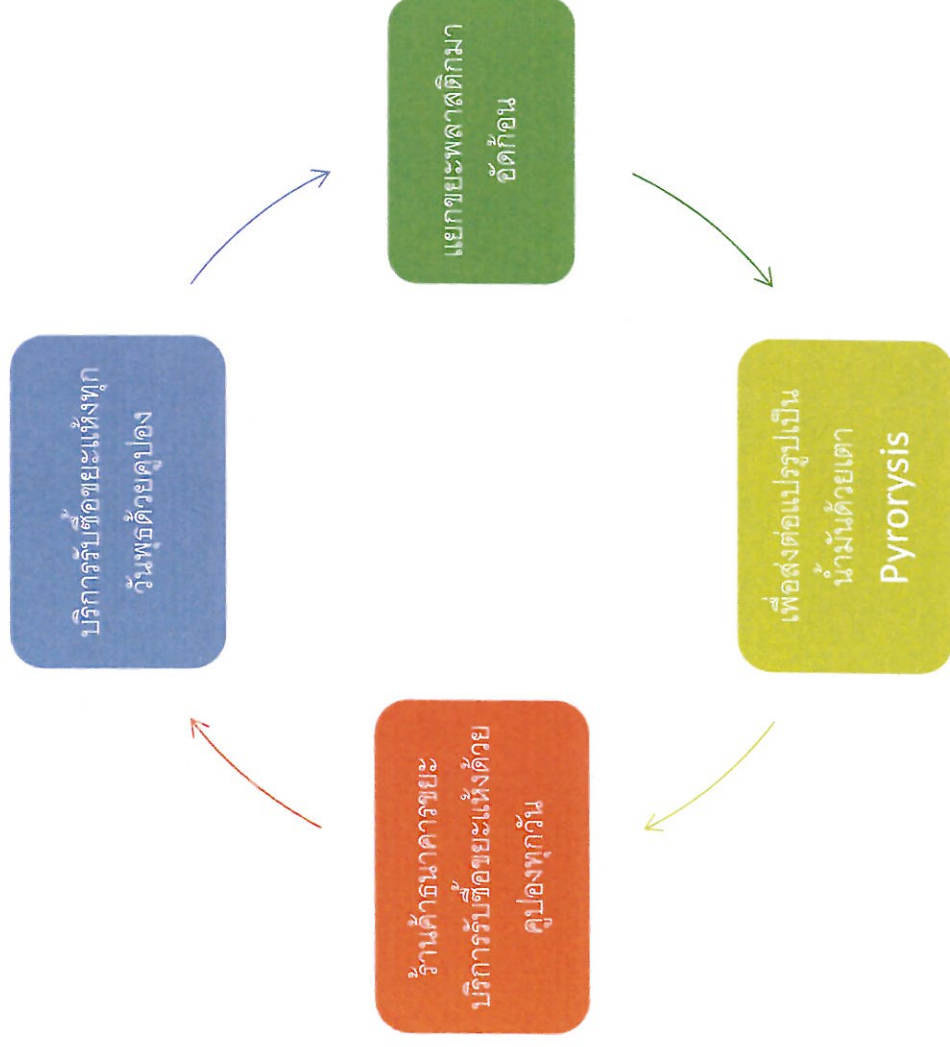 บริการรับซื้อขยะแห้งทุก
วันพุธด้วยคูปอง
แยกขยะพลาสติกมา
อัดก้อน
เพื่อส่งต่อแปรรูปเป็น
น้ำมันด้วยเตา
Pyrorysis
ร้านค้าธนาคารขยะ
บริการรับซื้อขยะแห้งด้วย
คูปองทุกวัน